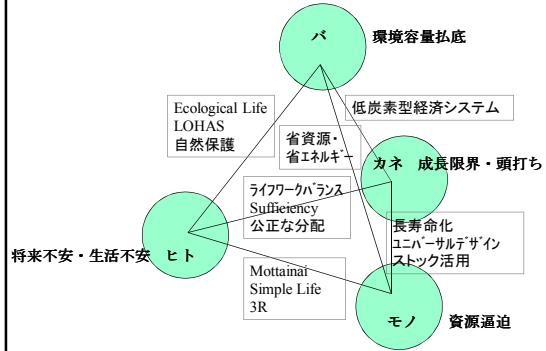 バ 環境容量払底
Ecological Life
LOHAS
自然保護
低炭素型経済システム
省資源・
省エネルギー
カネ 成長限界・頭打ち
ライフワークバランス
Sufficiency
公正な分配
長寿命化
ユニバーサルデザイン
ストック活用
将来不安・生活不安 ヒト
Mottainai
Simple Life
3R
モノ 資源逼迫